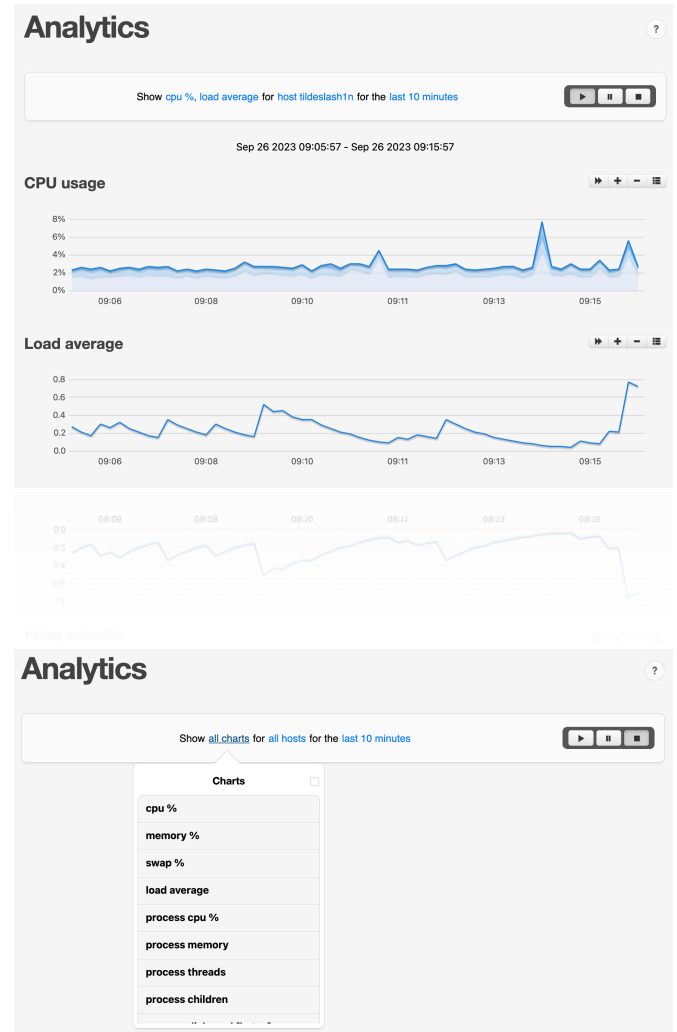 Analytics
?
Show cpu %, load average for host tildeslash1n for the last 10 minutes
Sep 26 2023 09:05:57 - Sep 26 2023 09:15:57
CPU usage
8%
6%
4%
2%
0%
09:06 09:08 09:10 09:11 09:13 09:15
Load average
0.8
0.6
0.4
0.2
0.0
09:06 09:08 09:10 09:11 09:13 09:15
Analytics
?
Show all charts for all hosts for the last 10 minutes
Charts
cpu %
memory %
swap %
load average
process cpu %
process memory
process threads
process children